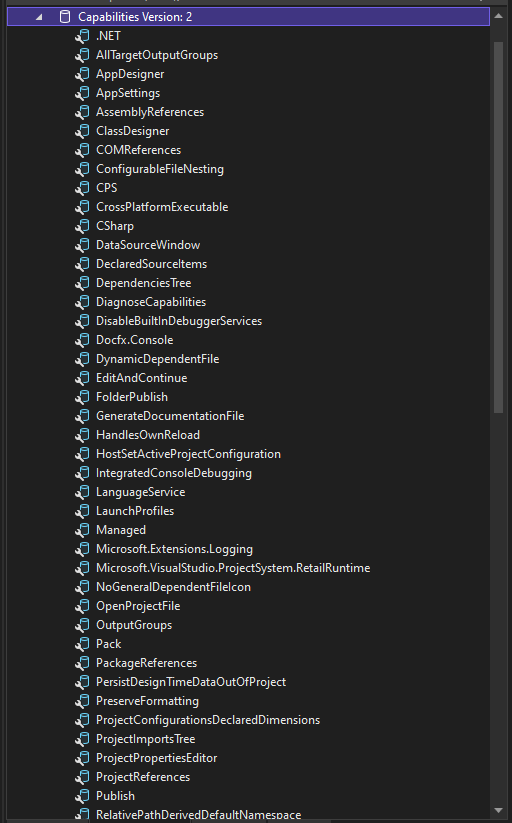 Capabilities Version: 2
.NET
AllTargetOutputGroups
AppDesigner
AppSettings
AssemblyReferences
ClassDesigner
COMReferences
ConfigurableFileNesting
CPS
CrossPlatformExecutable
CSharp
DataSourceWindow
DeclaredSourceItems
DependenciesTree
DiagnoseCapabilities
DisableBuiltInDebuggerServices
Docfx.Console
DynamicDependentFile
EditAndContinue
FolderPublish
GenerateDocumentationFile
HandlesOwnReload
HostSetActiveProjectConfiguration
IntegratedConsoleDebugging
LanguageService
LaunchProfiles
Managed
Microsoft.Extensions.Logging
Microsoft.VisualStudio.ProjectSystem.RetailRuntime
NoGeneralDependentFileIcon
OpenProjectFile
OutputGroups
Pack
PackageReferences
PersistDesignTimeDataOutOfProject
PreserveFormatting
ProjectConfigurationsDeclaredDimensions
ProjectImportsTree
ProjectPropertiesEditor
ProjectReferences
Publish
RelativePathDerivedDefaultNamespace